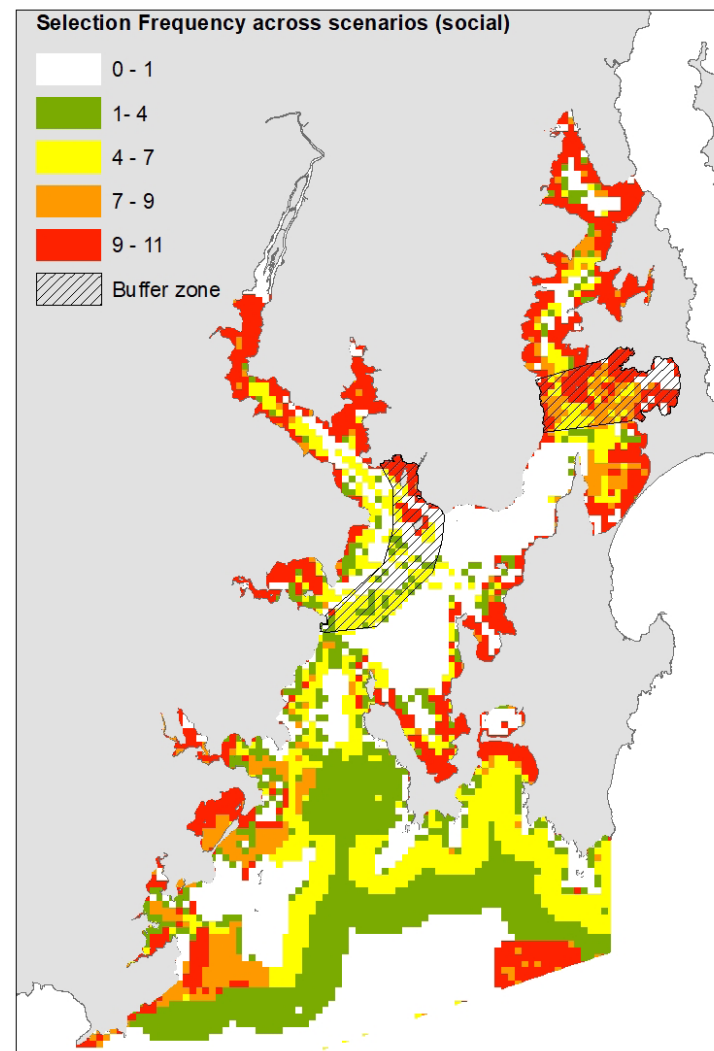 Selection Frequency across scenarios (social)
0 - 1
1- 4
4 - 7
7 - 9
9 - 11
Buffer zone